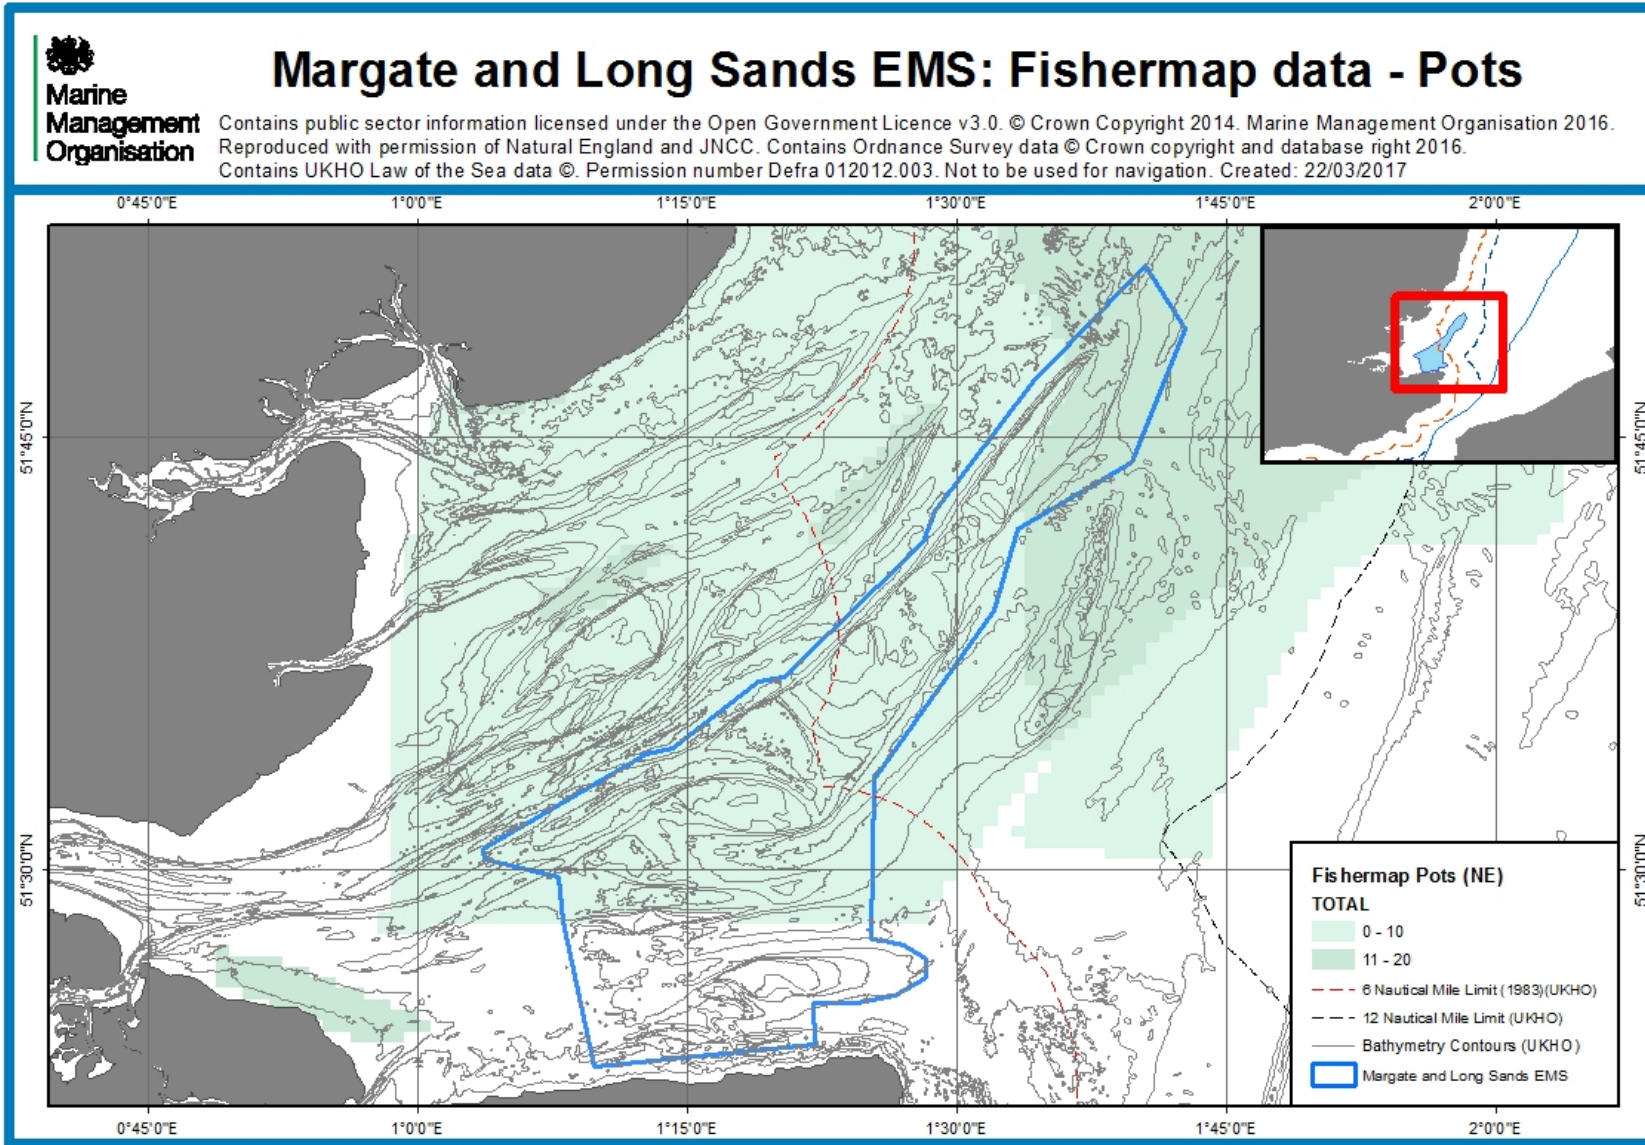 Marine
Management
Organisation
Margate and Long Sands EMS: Fishermap data - Pots
Contains public sector information licensed under the Open Government Licence v3.0. © Crown Copyright 2014. Marine Management Organisation 2016.
Reproduced with permission of Natural England and JNCC. Contains Ordnance Survey data © Crown copyright and database right 2016.
Contains UKHO Law of the Sea data ©. Permission number Defra 012012.003. Not to be used for navigation. Created: 22/03/2017
0°45'0"E
1°0'0"E
1°15'0"E
1°30'0"E
1°45'0"E
2°0'0"E
51°45'0"N
51°45'0"N
51°30'0"N
51°30'0"N
Fishermap Pots (NE)
TOTAL
0 - 10
11 - 20
6 Nautical Mile Limit (1983)(UKHO)
12 Nautical Mile Limit (UKHO)
Bathymetry Contours (UKHO)
Margate and Long Sands EMS
0°45'0"E
1°0'0"E
1°15'0"E
1°30'0"E
1°45'0"E
2°0'0"E